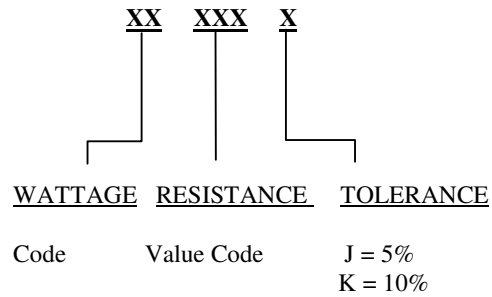 XX XXX X
WATTAGE RESISTANCE TOLERANCE
Code Value Code J = 5%
K = 10%